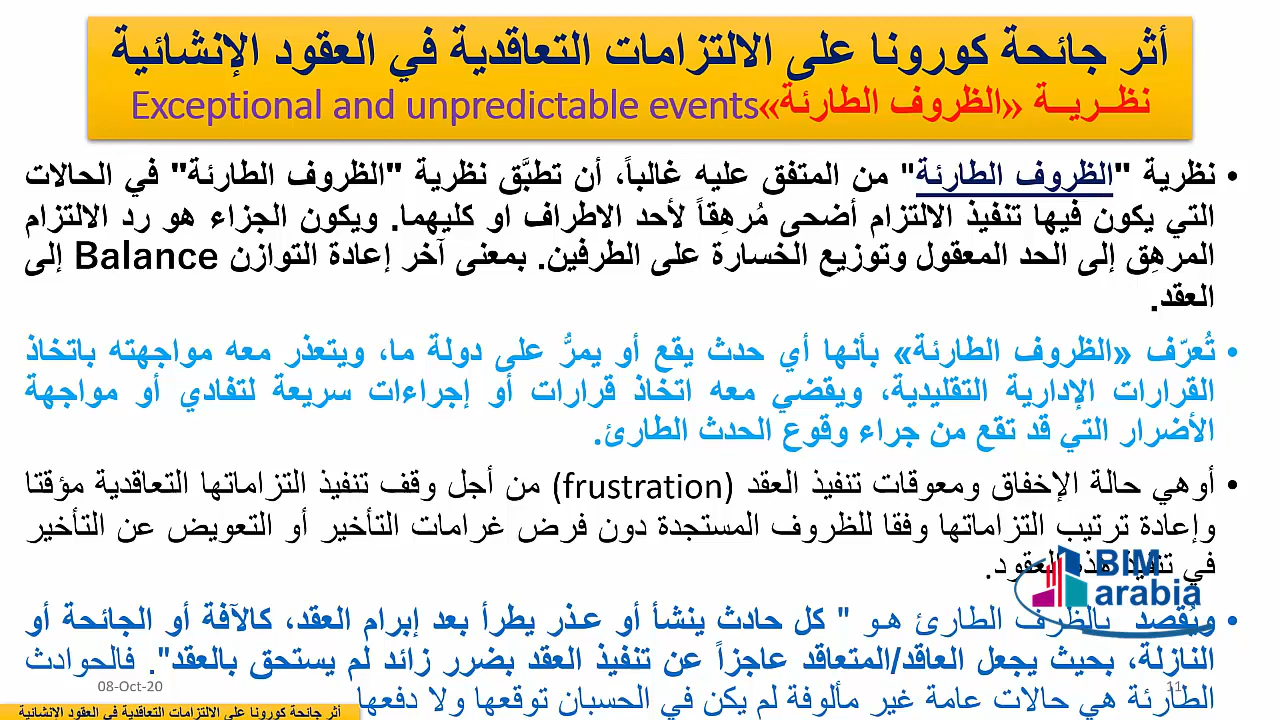 أثر جائحة كورونا على الالتزامات التعاقدية في العقود الإنشائية
نظــريــة «الظروف الطارئة»Exceptional and unpredictable events
• نظرية "الظروف الطارئة" من المتفق عليه غالباً، أن تطبَّق نظرية "الظروف الطارئة" في الحالات
التي يكون فيها تنفيذ الالتزام أضحى مُرهِقاً لأحد الاطراف او كليهما. ويكون الجزاء هو رد الالتزام
المرهِق إلى الحد المعقول وتوزيع الخسارة على الطرفين. بمعنى آخر إعادة التوازن Balance إلى
العقد.
• تُعرّف «الظروف الطارئة» بأنها أي حدث يقع أو يمرُّ على دولة ما، ويتعذر معه مواجهته باتخاذ
القرارات الإدارية التقليدية، ويقضي معه اتخاذ قرارات أو إجراءات سريعة لتفادي أو مواجهة
الأضرار التي قد تقع من جراء وقوع الحدث الطارئ.
• أوهي حالة الإخفاق ومعوقات تنفيذ العقد (frustration) من أجل وقف تنفيذ التزاماتها التعاقدية مؤقتا
وإعادة ترتيب التزاماتها وفقا للظروف المستجدة دون فرض غرامات التأخير أو التعويض عن التأخير
في تنفيذ هذه العقود.
BIM
arabia
• ويُقصد بالظرف الطارئ هـو " كل حادث ينشأ أو عـذر يطرأ بعد إبرام العقد، كالآفة أو الجائحة أو
النازلة، بحيث يجعل العاقد/المتعاقد عاجزاً عن تنفيذ العقد بضرر زائد لم يستحق بالعقد". فالحوادث
الطارئة هي حالات عامة غير مألوفة لم يكن في الحسبان توقعها ولا دفعها
08-Oct-20
11
أثر جائحة كورونا على الالتزامات التعاقدية في العقود الانشائية